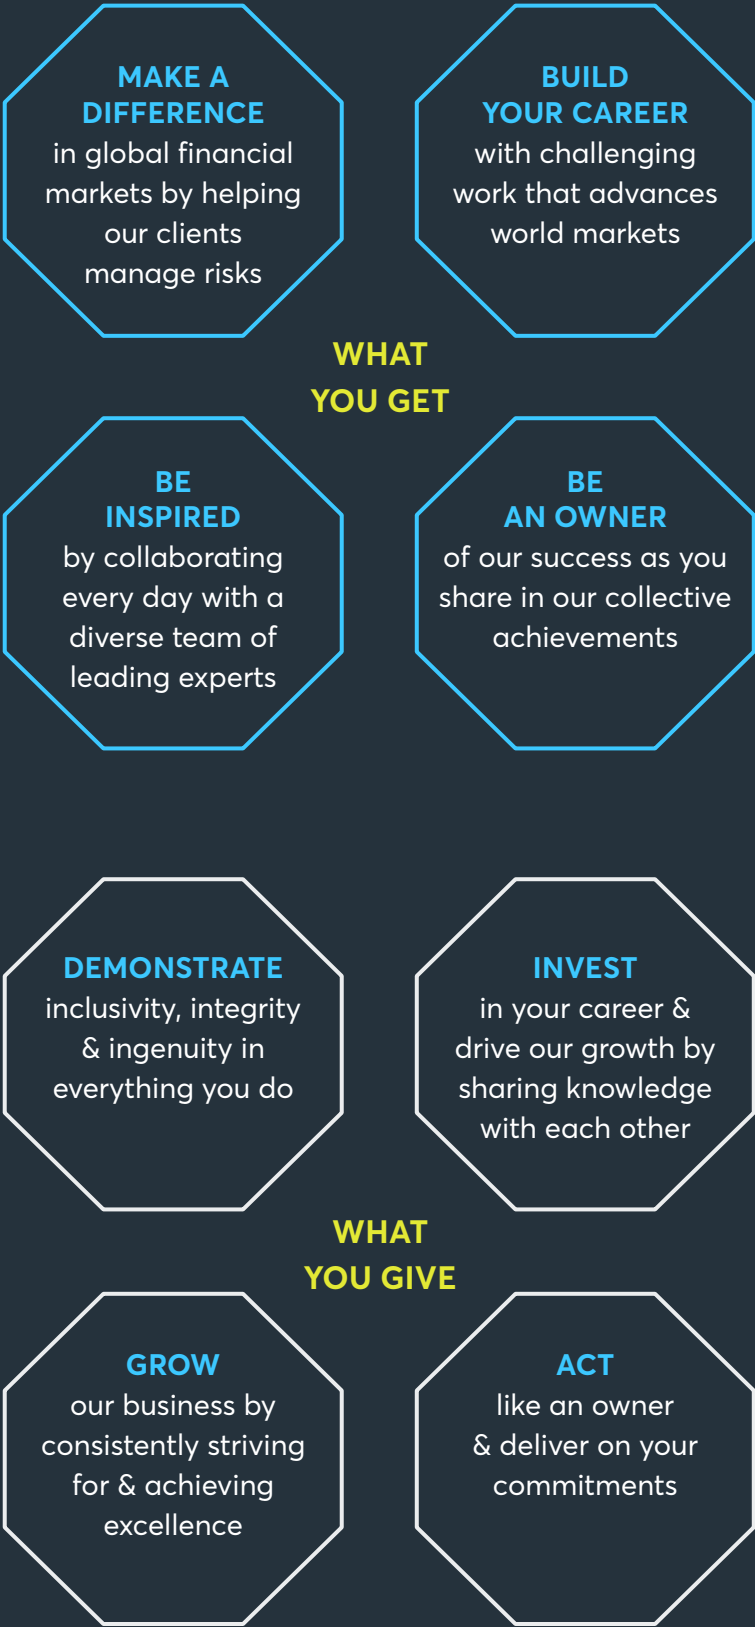 MAKE A
DIFFERENCE
in global financial
markets by helping
our clients
manage risks
BUILD
YOUR CAREER
with challenging
work that advances
world markets
WHAT
YOU GET
BE
INSPIRED
by collaborating
every day with a
diverse team of
leading experts
BE
AN OWNER
of our success as you
share in our collective
achievements
DEMONSTRATE
inclusivity, integrity
& ingenuity in
everything you do
INVEST
in your career &
drive our growth by
sharing knowledge
with each other
WHAT
YOU GIVE
GROW
our business by
consistently striving
for & achieving
excellence
ACT
like an owner
& deliver on your
commitments